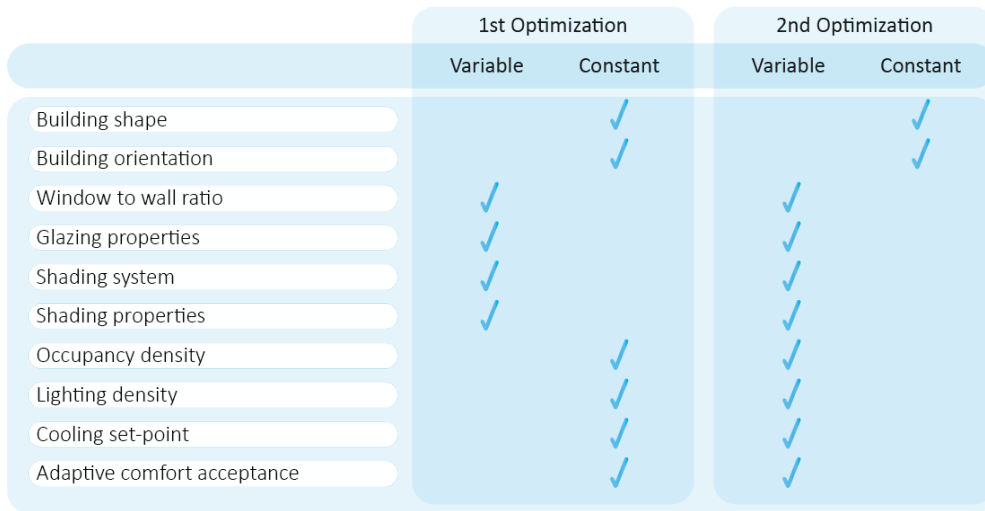 1st Optimization 2nd Optimization
Variable Constant Variable Constant
Building shape
Building orientation
Window to wall ratio
Glazing properties
Shading system
Shading properties
Occupancy density
Lighting density
Cooling set-point
Adaptive comfort acceptance